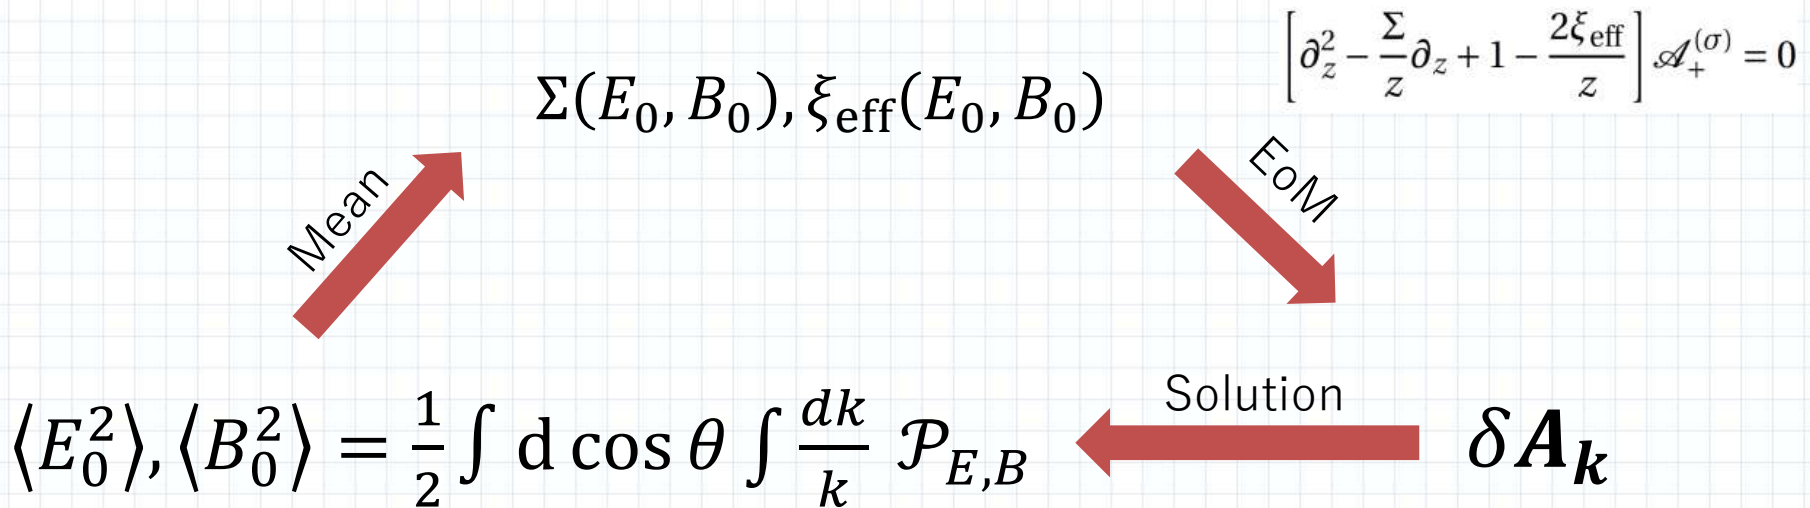 [∂_z^2 − Σ/z ∂_z + 1 − 2ξ_eff/z] 𝒜_+^(σ) = 0
Σ(E_0, B_0), ξ_eff(E_0, B_0)
Mean
EoM
Solution
⟨E_0^2⟩, ⟨B_0^2⟩ = 1/2 ∫ d cos θ ∫ dk/k 𝒫_{E,B}
δA_k